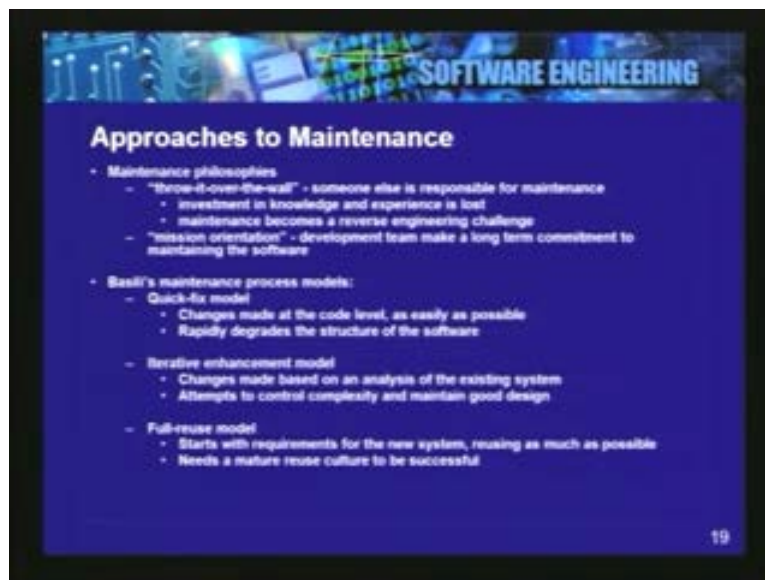 SOFTWARE ENGINEERING
Approaches to Maintenance
• Maintenance philosophies
– "throw-it-over-the-wall" - someone else is responsible for maintenance
• investment in knowledge and experience is lost
• maintenance becomes a reverse engineering challenge
– "mission orientation" - development team make a long term commitment to
maintaining the software
• Basili's maintenance process models:
– Quick-fix model
• Changes made at the code level, as easily as possible
• Rapidly degrades the structure of the software
– Iterative enhancement model
• Changes made based on an analysis of the existing system
• Attempts to control complexity and maintain good design
– Full-reuse model
• Starts with requirements for the new system, reusing as much as possible
• Needs a mature reuse culture to be successful
19